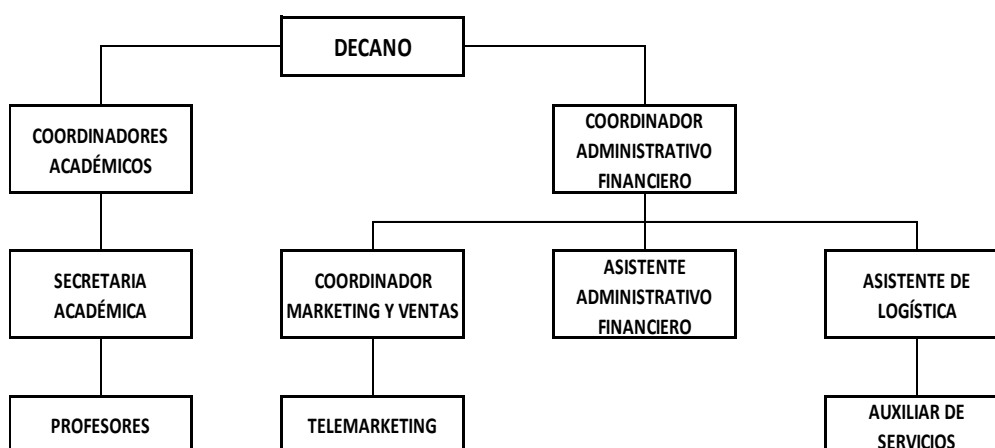 DECANO
COORDINADORES
ACADÉMICOS
COORDINADOR
ADMINISTRATIVO
FINANCIERO
SECRETARIA
ACADÉMICA
COORDINADOR
MARKETING Y VENTAS
ASISTENTE
ADMINISTRATIVO
FINANCIERO
ASISTENTE DE
LOGÍSTICA
PROFESORES
TELEMARKETING
AUXILIAR DE
SERVICIOS